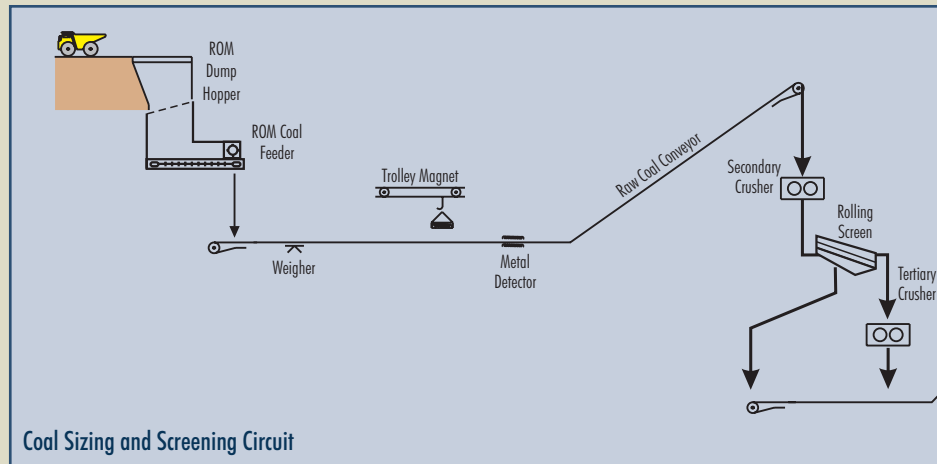 ROM
Dump
Hopper
ROM Coal
Feeder
Trolley Magnet
Raw Coal Conveyor
Secondary
Crusher
Rolling
Screen
Weigher
Metal
Detector
Tertiary
Crusher
Coal Sizing and Screening Circuit